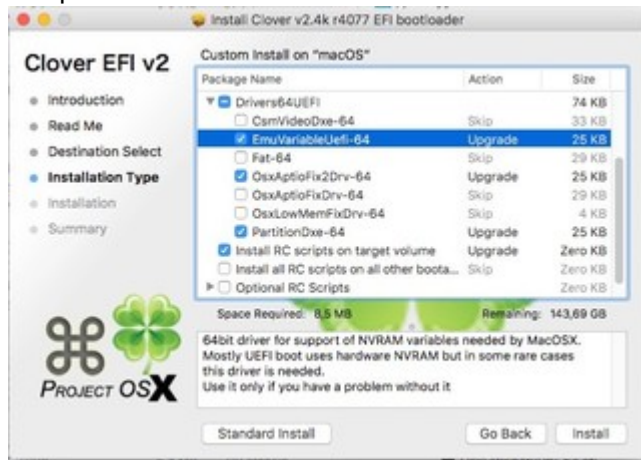 Install Clover v2.4k r4077 EFI bootloader
Clover EFI v2
Introduction
Read Me
Destination Select
Installation Type
Installation
Summary
Custom Install on "macOS"
Package Name Action Size
Drivers64UEFI 74 KB
CsmVideoDxe-64 Skip 33 KB
EmuVariableUefi-64 Upgrade 25 KB
Fat-64 Skip 29 KB
OsxAptioFix2Drv-64 Upgrade 25 KB
OsxAptioFixDrv-64 Skip 29 KB
OsxLowMemFixDrv-64 Skip 4 KB
PartitionDxe-64 Upgrade 25 KB
Install RC scripts on target volume Upgrade Zero KB
Install all RC scripts on all other boota... Skip Zero KB
Optional RC Scripts Zero KB
Space Required: 8,5 MB Remaining: 143,69 GB
64bit driver for support of NVRAM variables needed by MacOSX.
Mostly UEFI boot uses hardware NVRAM but in some rare cases
this driver is needed.
Use it only if you have a problem without it
PROJECT OSX
Standard Install Go Back Install